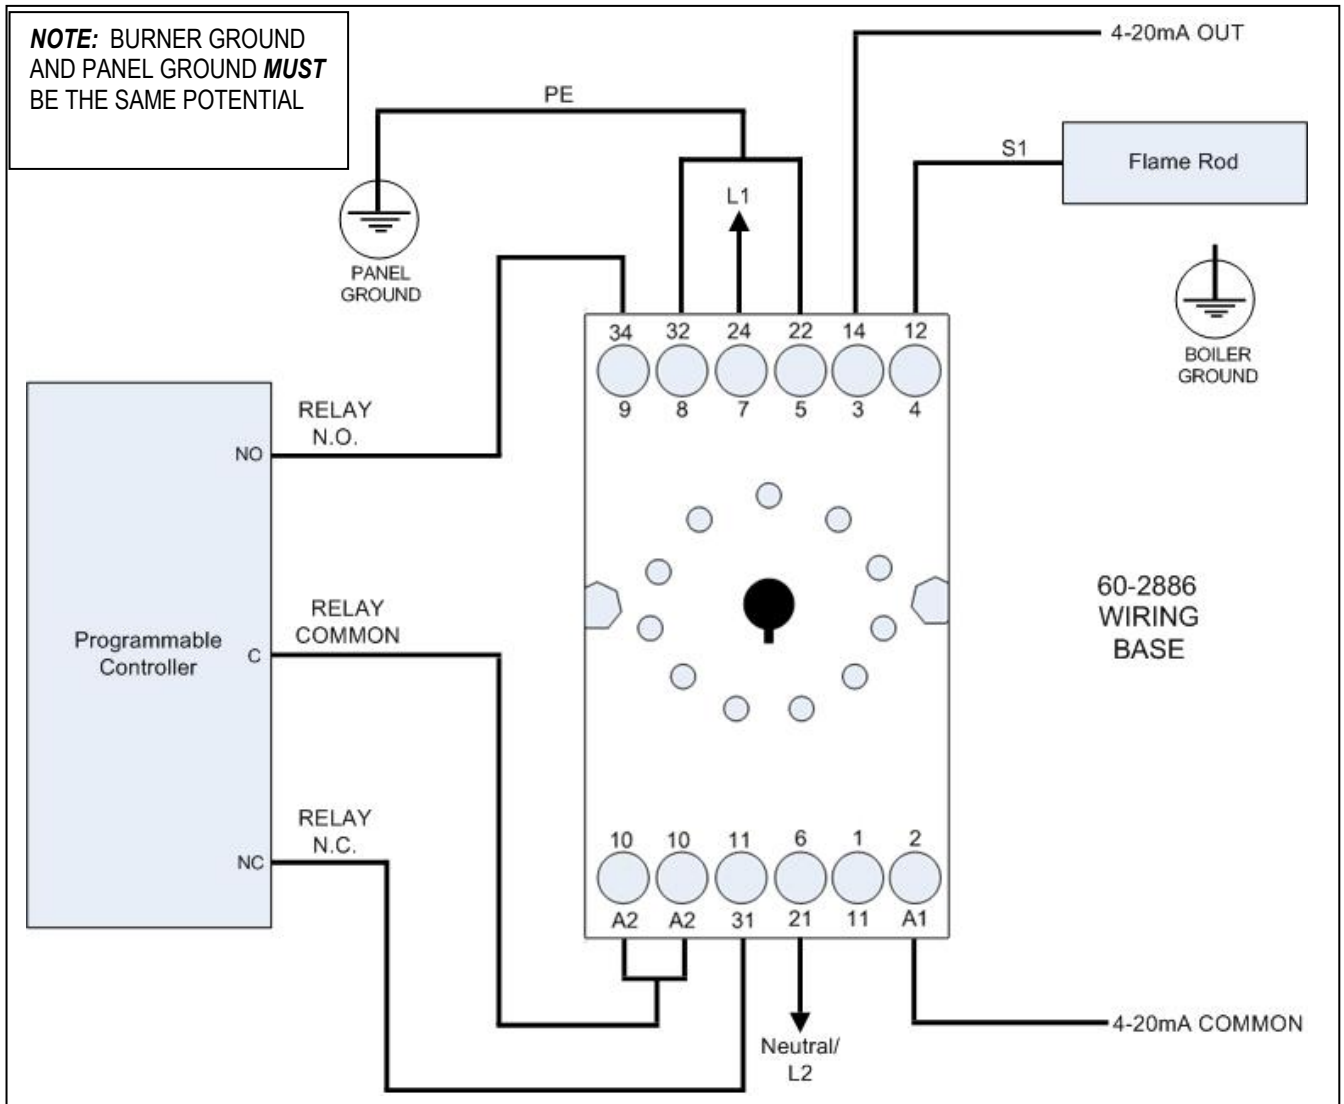 NOTE: BURNER GROUND
AND PANEL GROUND MUST
BE THE SAME POTENTIAL
4-20mA OUT
PE
S1
Flame Rod
L1
PANEL
GROUND
BOILER
GROUND
34 32 24 22 14 12
9 8 7 5 3 4
RELAY
N.O.
NO
RELAY
COMMON
C
Programmable
Controller
60-2886
WIRING
BASE
RELAY
N.C.
NC
10 10 11 6 1 2
A2 A2 31 21 11 A1
Neutral/
L2
4-20mA COMMON